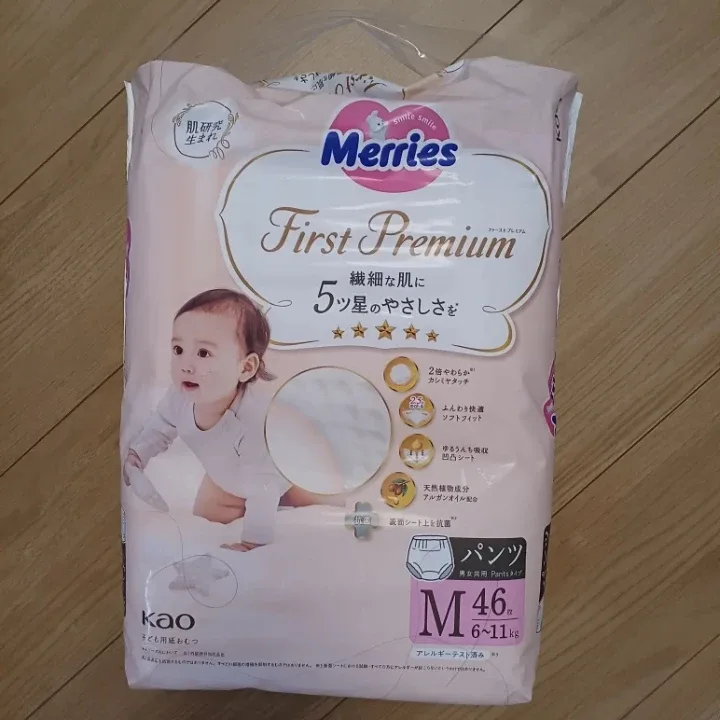 肌研究
生まれ
smile smile
Merries
First Premium
ファーストプレミアム
繊細な肌に
5ツ星のやさしさを
2倍やわらか
カシミヤタッチ
ふんわり快適
ソフトフィット
ゆるうんち吸収
凹凸シート
天然植物成分
アルガンオイル配合
表面シート上を抗菌
パンツ
男女共用 Pantsタイプ
M 46枚
6~11kg
アレルギーテスト済み
Kao
子ども用紙おむつ